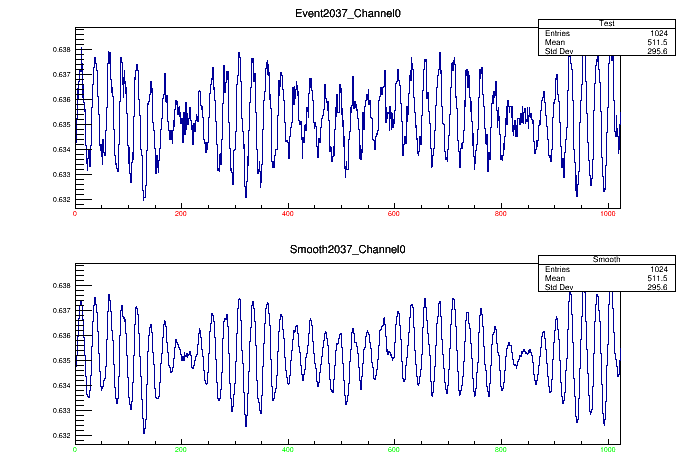 Event2037_Channel0
Test
Entries 1024
Mean 511.5
Std Dev 295.6
0.638
0.637
0.636
0.635
0.634
0.633
0.632
0 200 400 600 800 1000
Smooth2037_Channel0
Smooth
Entries 1024
Mean 511.5
Std Dev 295.6
0.638
0.637
0.636
0.635
0.634
0.633
0.632
0 200 400 600 800 1000